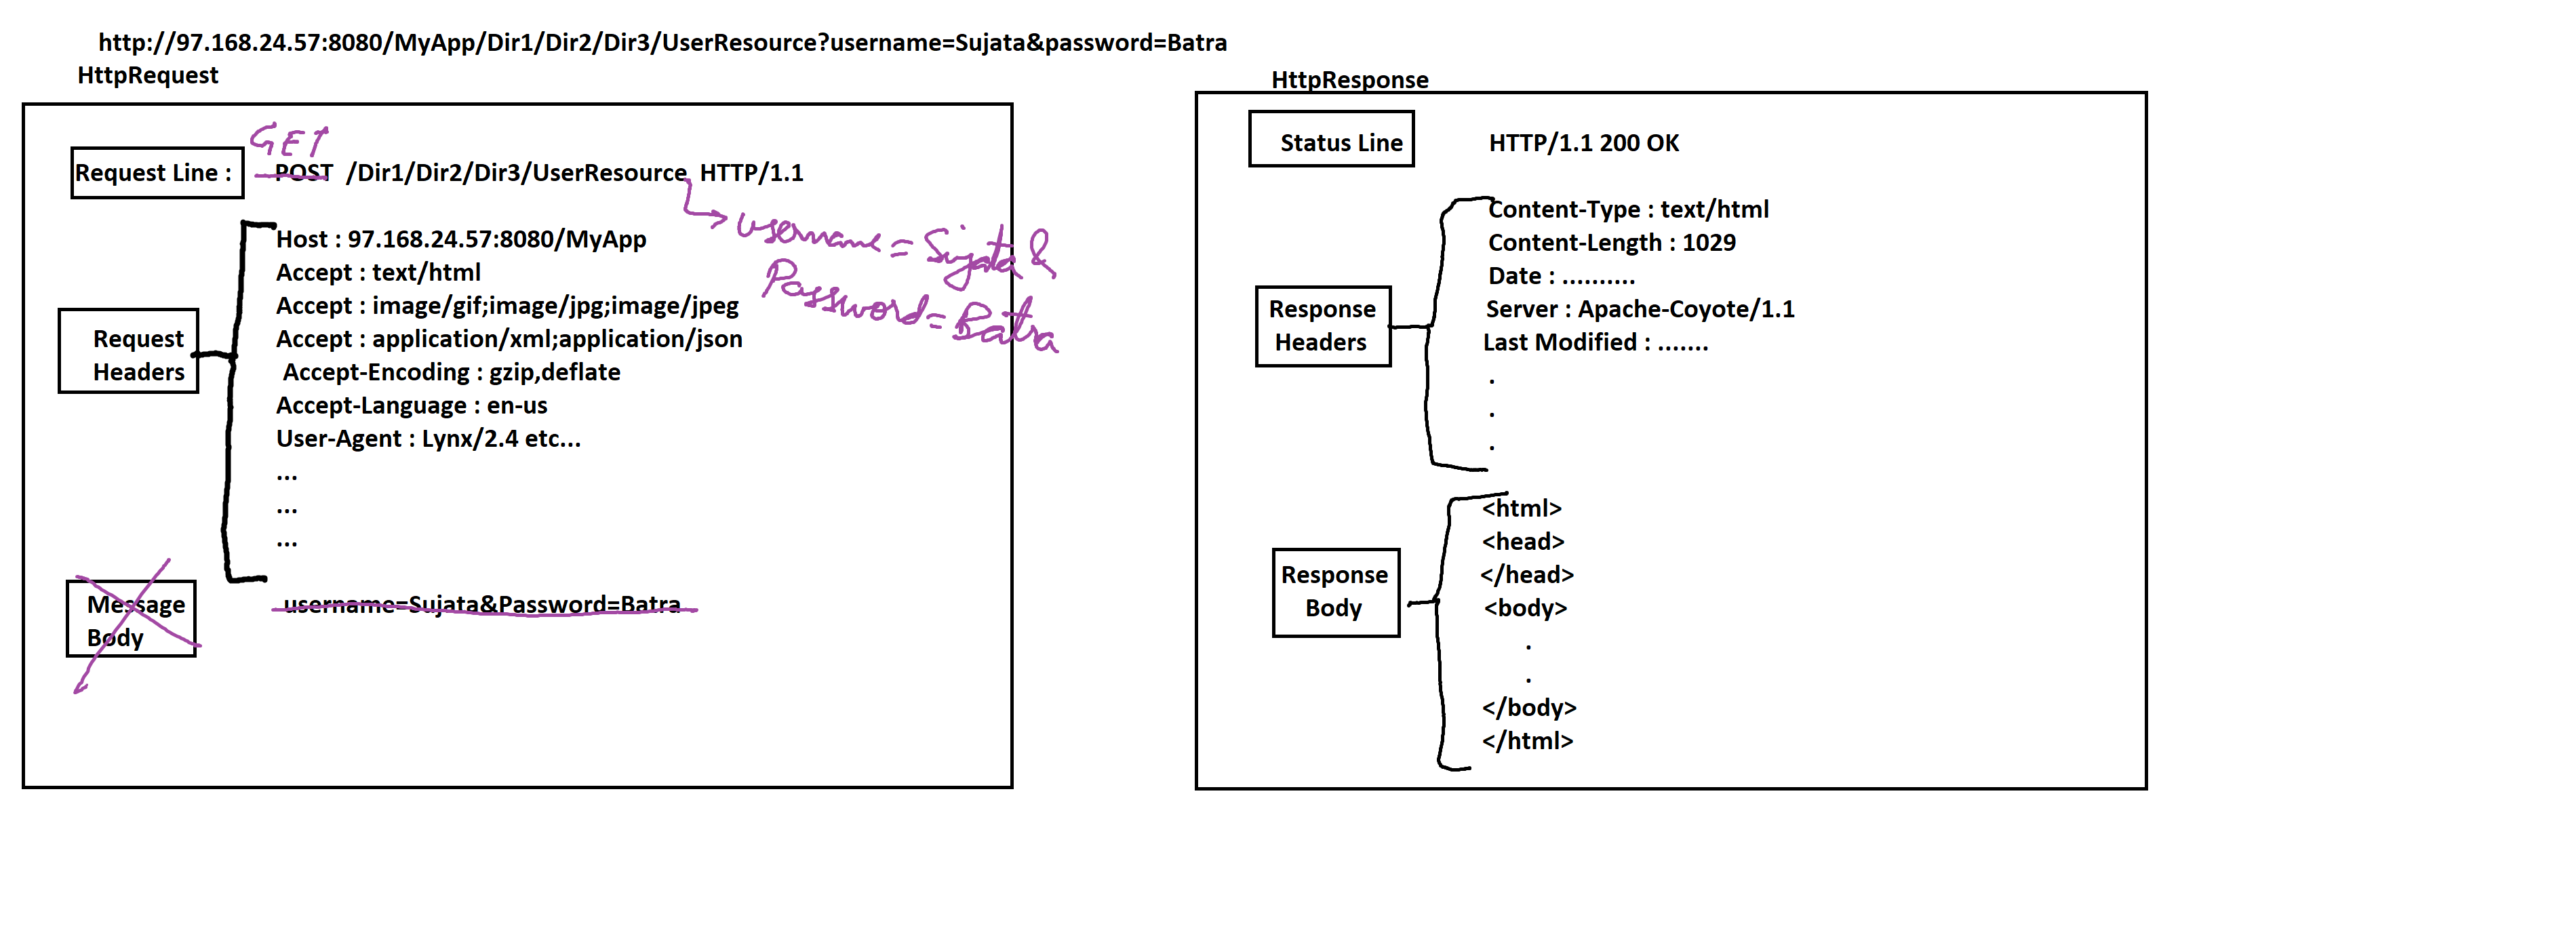 http://97.168.24.57:8080/MyApp/Dir1/Dir2/Dir3/UserResource?username=Sujata&password=Batra
HttpRequest
GET
Request Line : POST /Dir1/Dir2/Dir3/UserResource HTTP/1.1
username=Sujata&
Password=Batra
Request
Headers
Host : 97.168.24.57:8080/MyApp
Accept : text/html
Accept : image/gif;image/jpg;image/jpeg
Accept : application/xml;application/json
Accept-Encoding : gzip,deflate
Accept-Language : en-us
User-Agent : Lynx/2.4 etc...
...
...
...
Message
Body
username=Sujata&Password=Batra
HttpResponse
Status Line HTTP/1.1 200 OK
Response
Headers
Content-Type : text/html
Content-Length : 1029
Date : ..........
Server : Apache-Coyote/1.1
Last Modified : .......
.
.
.
Response
Body
<html>
<head>
</head>
<body>
.
.
</body>
</html>